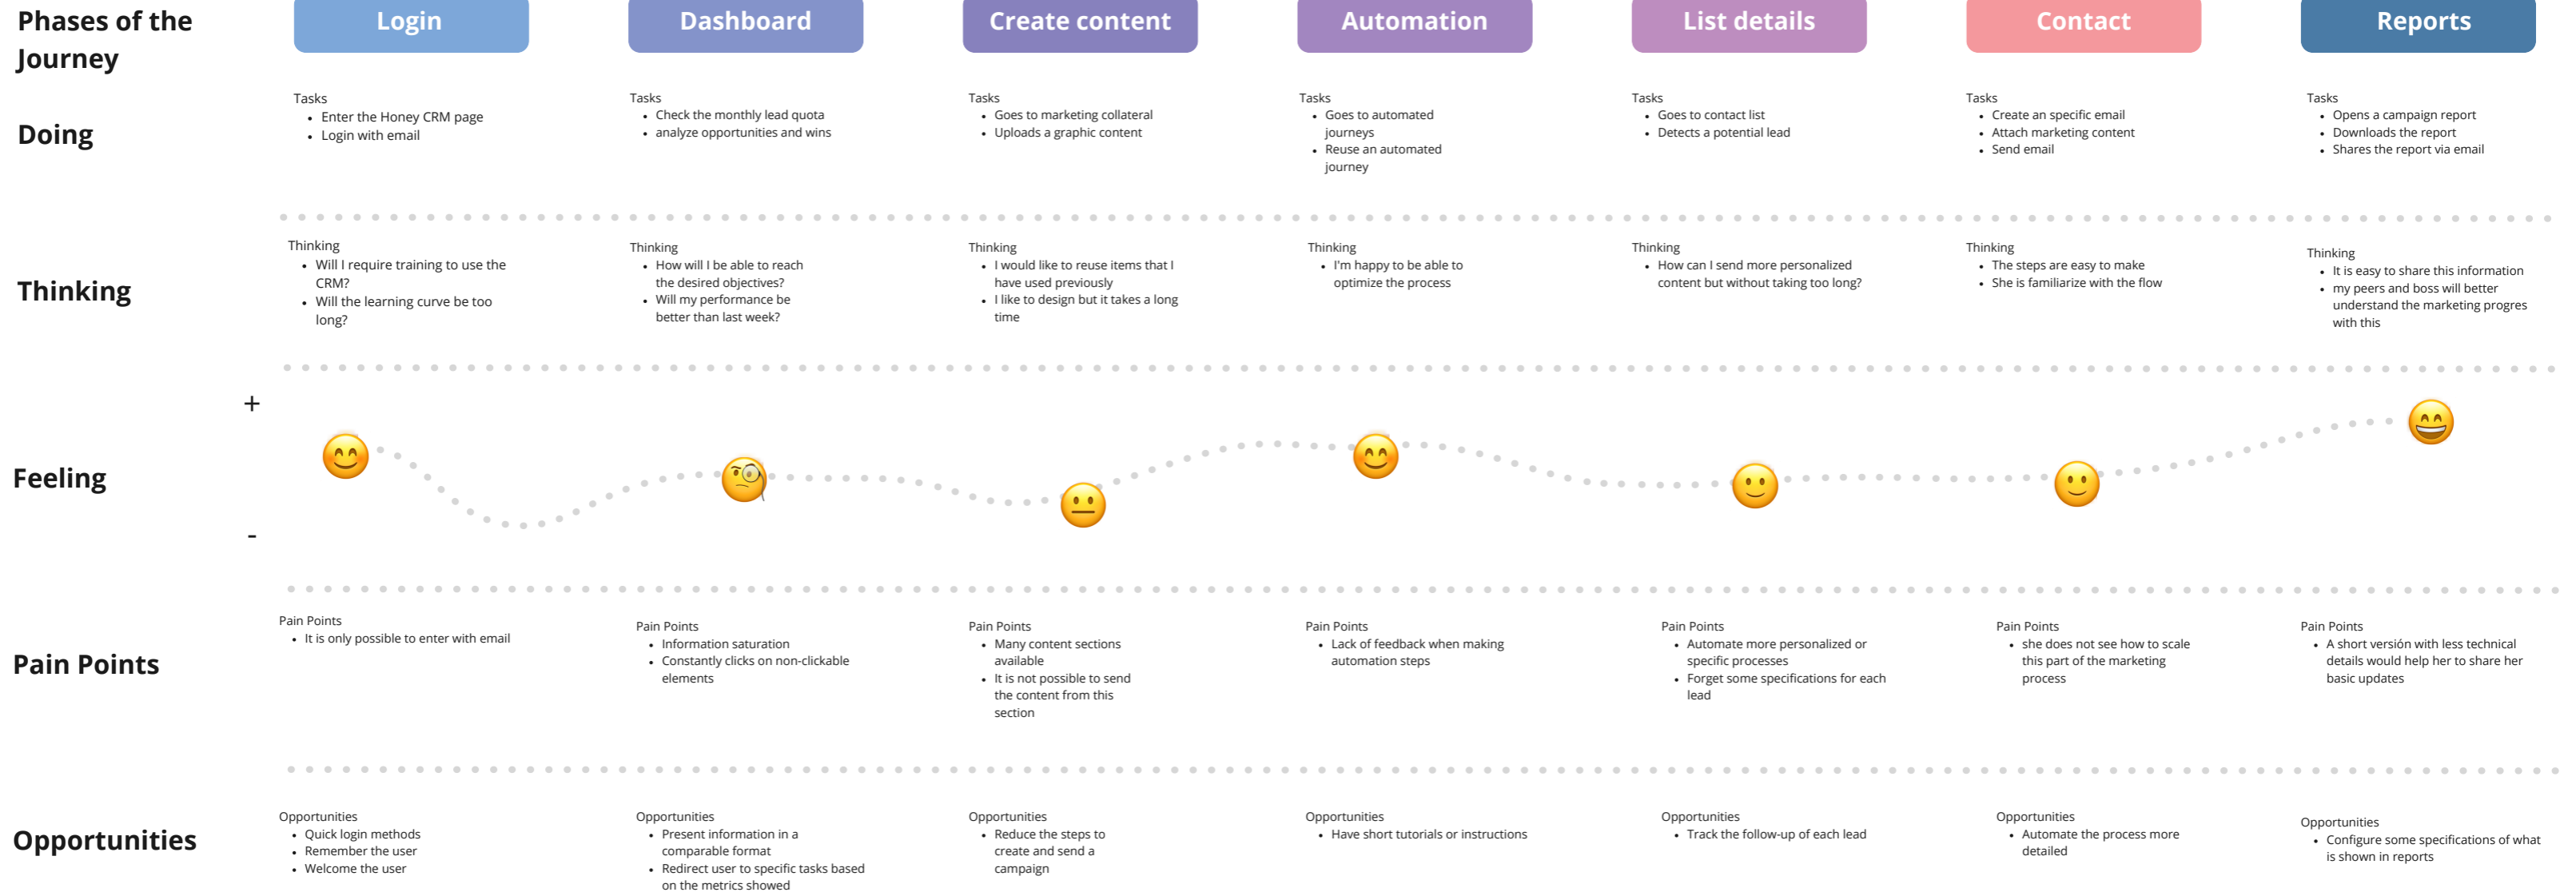 Phases of the
Journey
Login
Dashboard
Create content
Automation
List details
Contact
Reports
Doing
Tasks
• Enter the Honey CRM page
• Login with email
Tasks
• Check the monthly lead quota
• analyze opportunities and wins
Tasks
• Goes to marketing collateral
• Uploads a graphic content
Tasks
• Goes to automated
journeys
• Reuse an automated
journey
Tasks
• Goes to contact list
• Detects a potential lead
Tasks
• Create an specific email
• Attach marketing content
• Send email
Tasks
• Opens a campaign report
• Downloads the report
• Shares the report via email
Thinking
Thinking
• Will I require training to use the
CRM?
• Will the learning curve be too
long?
Thinking
• How will I be able to reach
the desired objectives?
• Will my performance be
better than last week?
Thinking
• I would like to reuse items that I
have used previously
• I like to design but it takes a long
time
Thinking
• I'm happy to be able to
optimize the process
Thinking
• How can I send more personalized
content but without taking too long?
Thinking
• The steps are easy to make
• She is familiarize with the flow
Thinking
• It is easy to share this information
• my peers and boss will better
understand the marketing progres
with this
+
Feeling
-
Pain Points
Pain Points
• It is only possible to enter with email
Pain Points
• Information saturation
• Constantly clicks on non-clickable
elements
Pain Points
• Many content sections
available
• It is not possible to send
the content from this
section
Pain Points
• Lack of feedback when making
automation steps
Pain Points
• Automate more personalized or
specific processes
• Forget some specifications for each
lead
Pain Points
• she does not see how to scale
this part of the marketing
process
Pain Points
• A short versión with less technical
details would help her to share her
basic updates
Opportunities
Opportunities
• Quick login methods
• Remember the user
• Welcome the user
Opportunities
• Present information in a
comparable format
• Redirect user to specific tasks based
on the metrics showed
Opportunities
• Reduce the steps to
create and send a
campaign
Opportunities
• Have short tutorials or instructions
Opportunities
• Track the follow-up of each lead
Opportunities
• Automate the process more
detailed
Opportunities
• Configure some specifications of what
is shown in reports